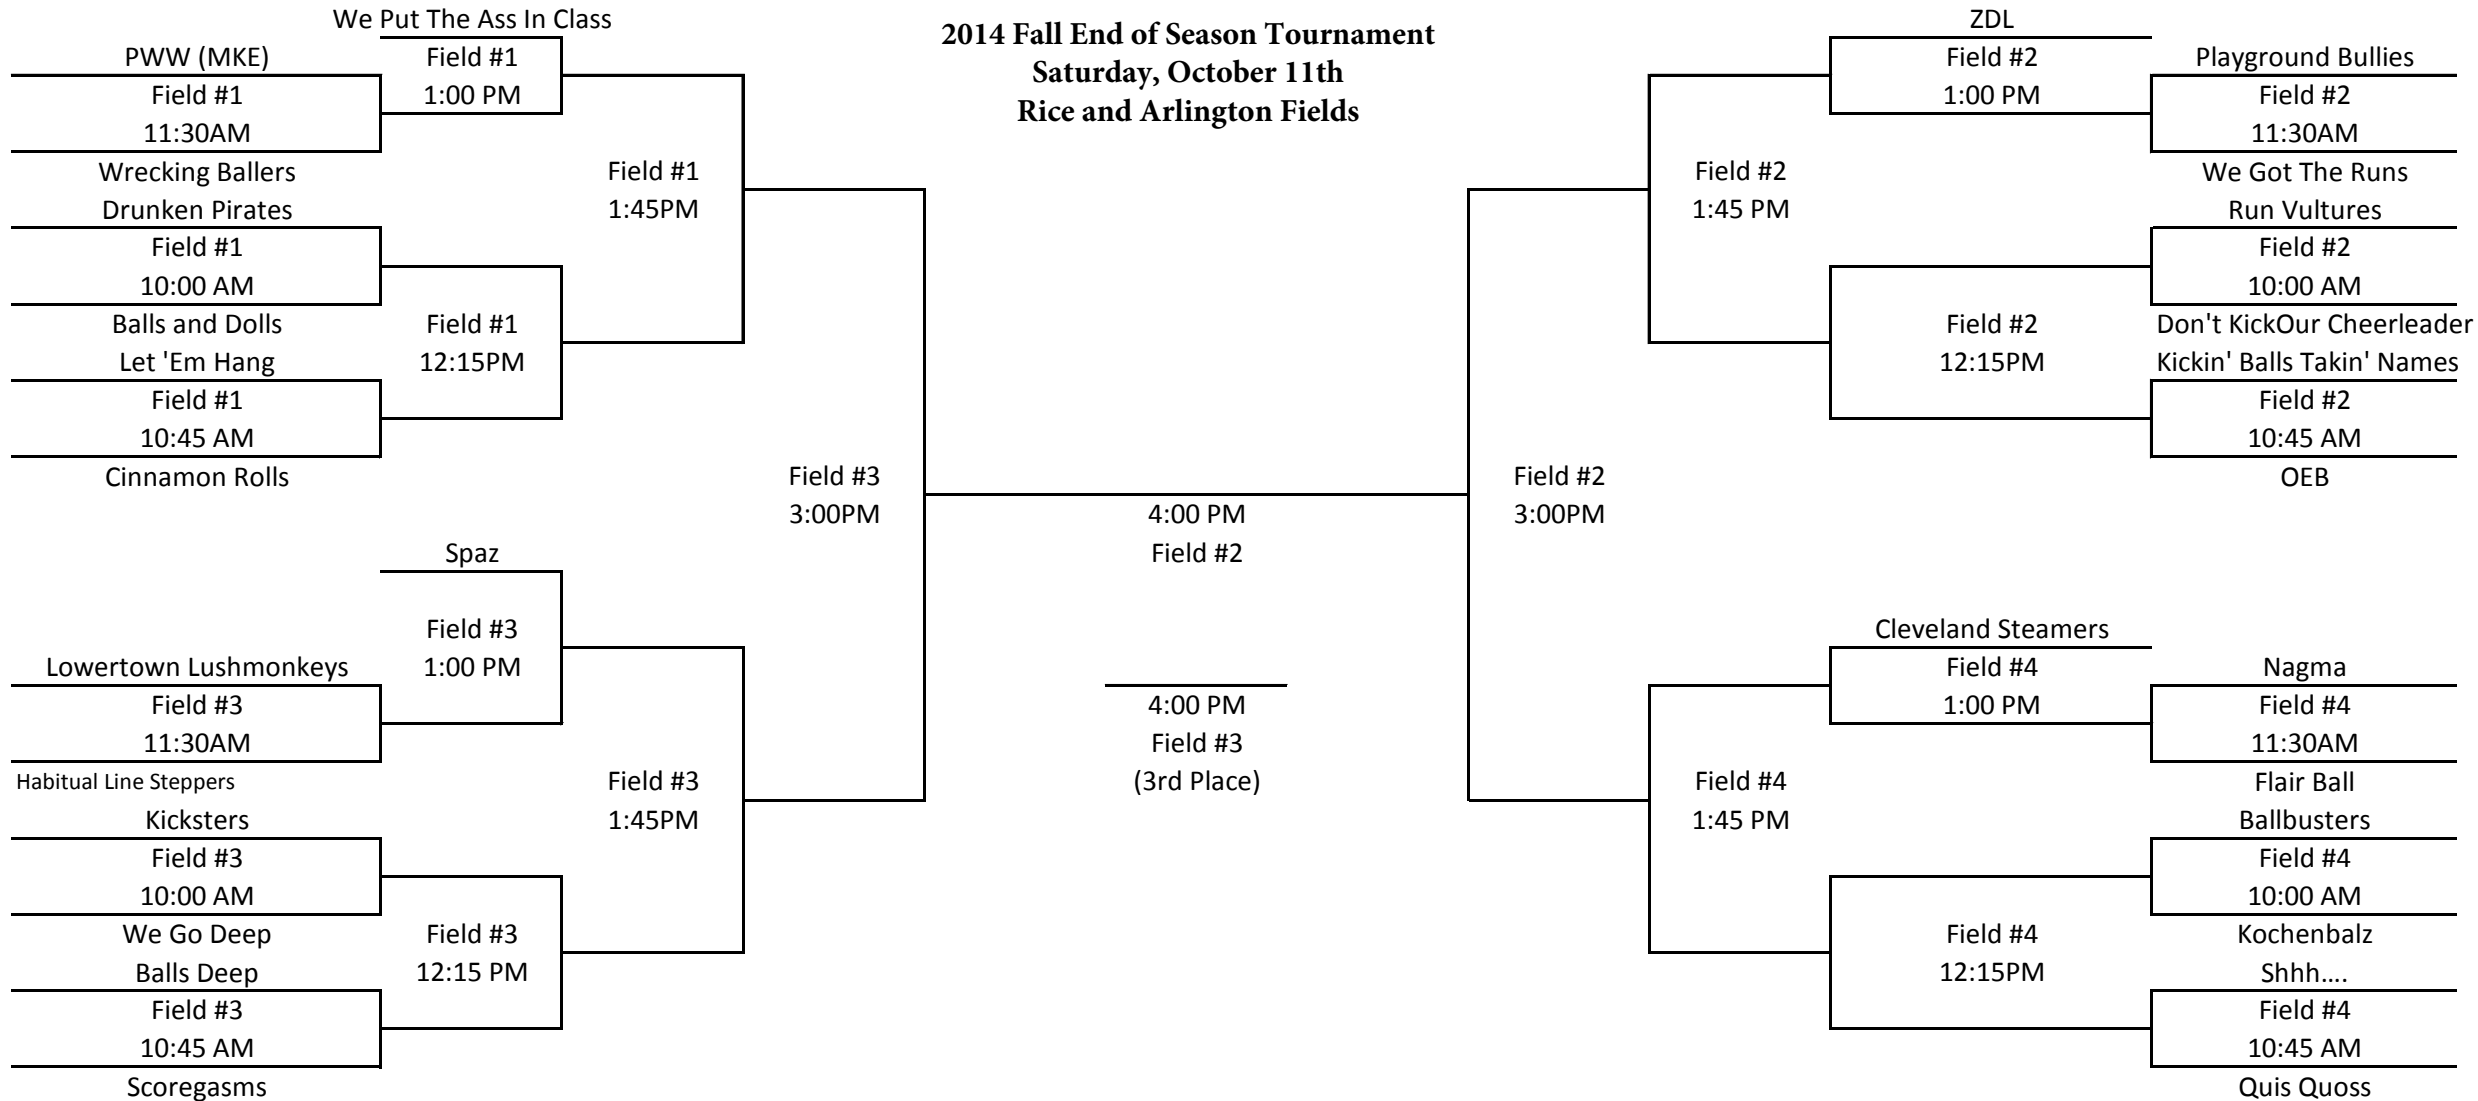 2014 Fall End of Season Tournament
Saturday, October 11th
Rice and Arlington Fields
We Put The Ass In Class
PWW (MKE)
Field #1
1:00 PM
Field #1
11:30AM
Wrecking Ballers
Drunken Pirates
Field #1
1:45PM
Field #1
10:00 AM
Balls and Dolls
Let 'Em Hang
Field #1
12:15PM
Field #1
10:45 AM
Cinnamon Rolls
Field #3
3:00PM
Spaz
Field #3
1:00 PM
Lowertown Lushmonkeys
Field #3
11:30AM
Habitual Line Steppers
Kicksters
Field #3
1:45PM
Field #3
10:00 AM
We Go Deep
Balls Deep
Field #3
12:15 PM
Field #3
10:45 AM
Scoregasms
4:00 PM
Field #2
4:00 PM
Field #3
(3rd Place)
ZDL
Field #2
1:00 PM
Playground Bullies
Field #2
11:30AM
We Got The Runs
Run Vultures
Field #2
1:45 PM
Field #2
10:00 AM
Don't KickOur Cheerleader
Kickin' Balls Takin' Names
Field #2
12:15PM
Field #2
10:45 AM
OEB
Field #2
3:00PM
Cleveland Steamers
Field #4
1:00 PM
Nagma
Field #4
11:30AM
Flair Ball
Ballbusters
Field #4
1:45 PM
Field #4
10:00 AM
Kochenbalz
Shhh....
Field #4
12:15PM
Field #4
10:45 AM
Quis Quoss